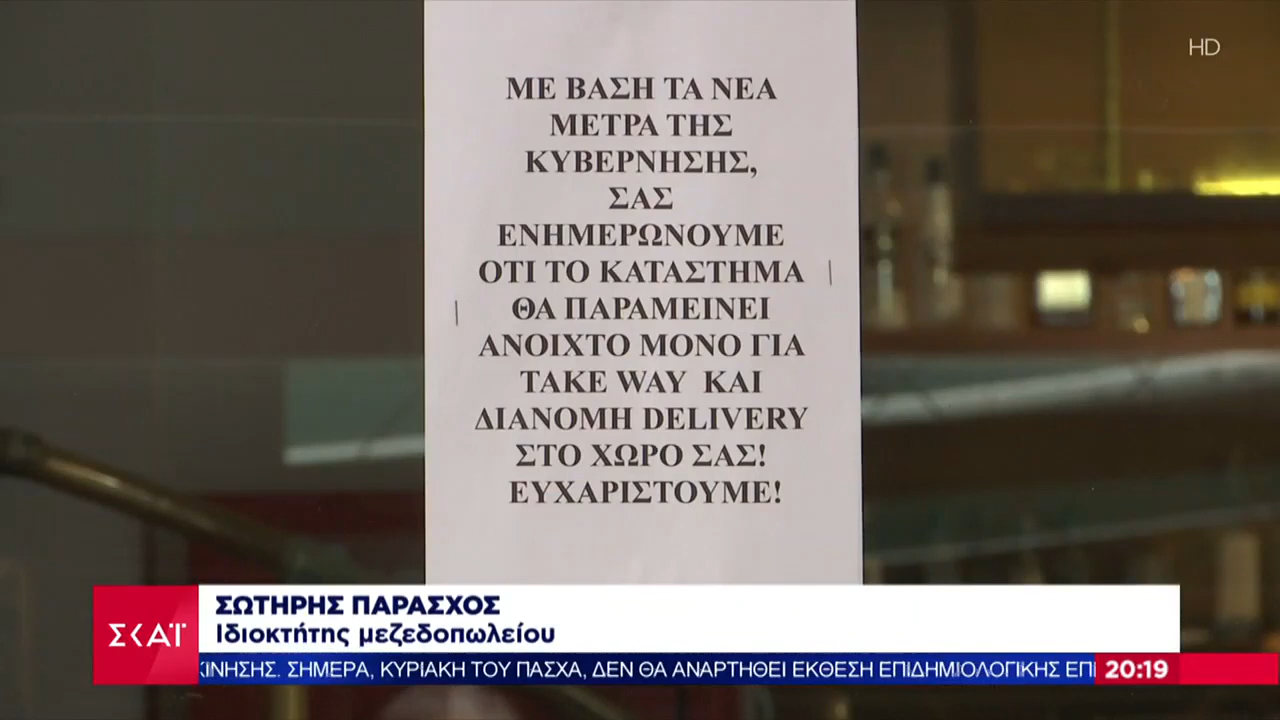 HD
ΜΕ ΒΑΣΗ ΤΑ ΝΕΑ
ΜΕΤΡΑ ΤΗΣ
ΚΥΒΕΡΝΗΣΗΣ,
ΣΑΣ
ΕΝΗΜΕΡΩΝΟΥΜΕ
ΟΤΙ ΤΟ ΚΑΤΑΣΤΗΜΑ
ΘΑ ΠΑΡΑΜΕΙΝΕΙ
ΑΝΟΙΧΤΟ ΜΟΝΟ ΓΙΑ
TAKE WAY ΚΑΙ
ΔΙΑΝΟΜΗ DELIVERY
ΣΤΟ ΧΩΡΟ ΣΑΣ!
ΕΥΧΑΡΙΣΤΟΥΜΕ!
ΣΩΤΗΡΗΣ ΠΑΡΑΣΧΟΣ
Ιδιοκτήτης μεζεδοπωλείου
ΣΚΑΪ
ΚΙΝΗΣΗΣ. ΣΗΜΕΡΑ, ΚΥΡΙΑΚΗ ΤΟΥ ΠΑΣΧΑ, ΔΕΝ ΘΑ ΑΝΑΡΤΗΘΕΙ ΕΚΘΕΣΗ ΕΠΙΔΗΜΙΟΛΟΓΙΚΗΣ ΕΠΙ
20:19